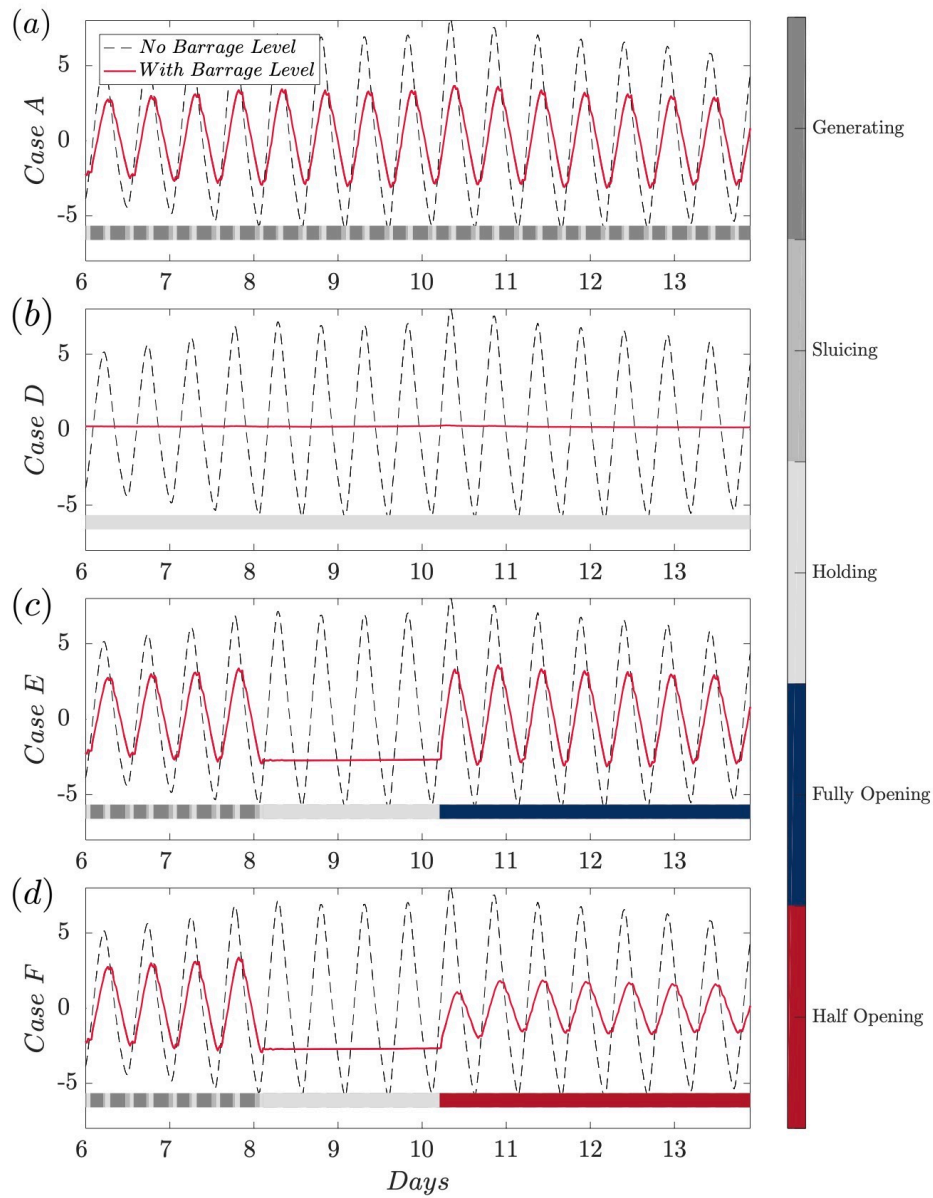 (a)
Case A
No Barrage Level
With Barrage Level
5
0
-5
6 7 8 9 10 11 12 13
(b)
Case D
5
0
-5
6 7 8 9 10 11 12 13
(c)
Case E
5
0
-5
6 7 8 9 10 11 12 13
(d)
Case F
5
0
-5
6 7 8 9 10 11 12 13
Days
Generating
Sluicing
Holding
Fully Opening
Half Opening